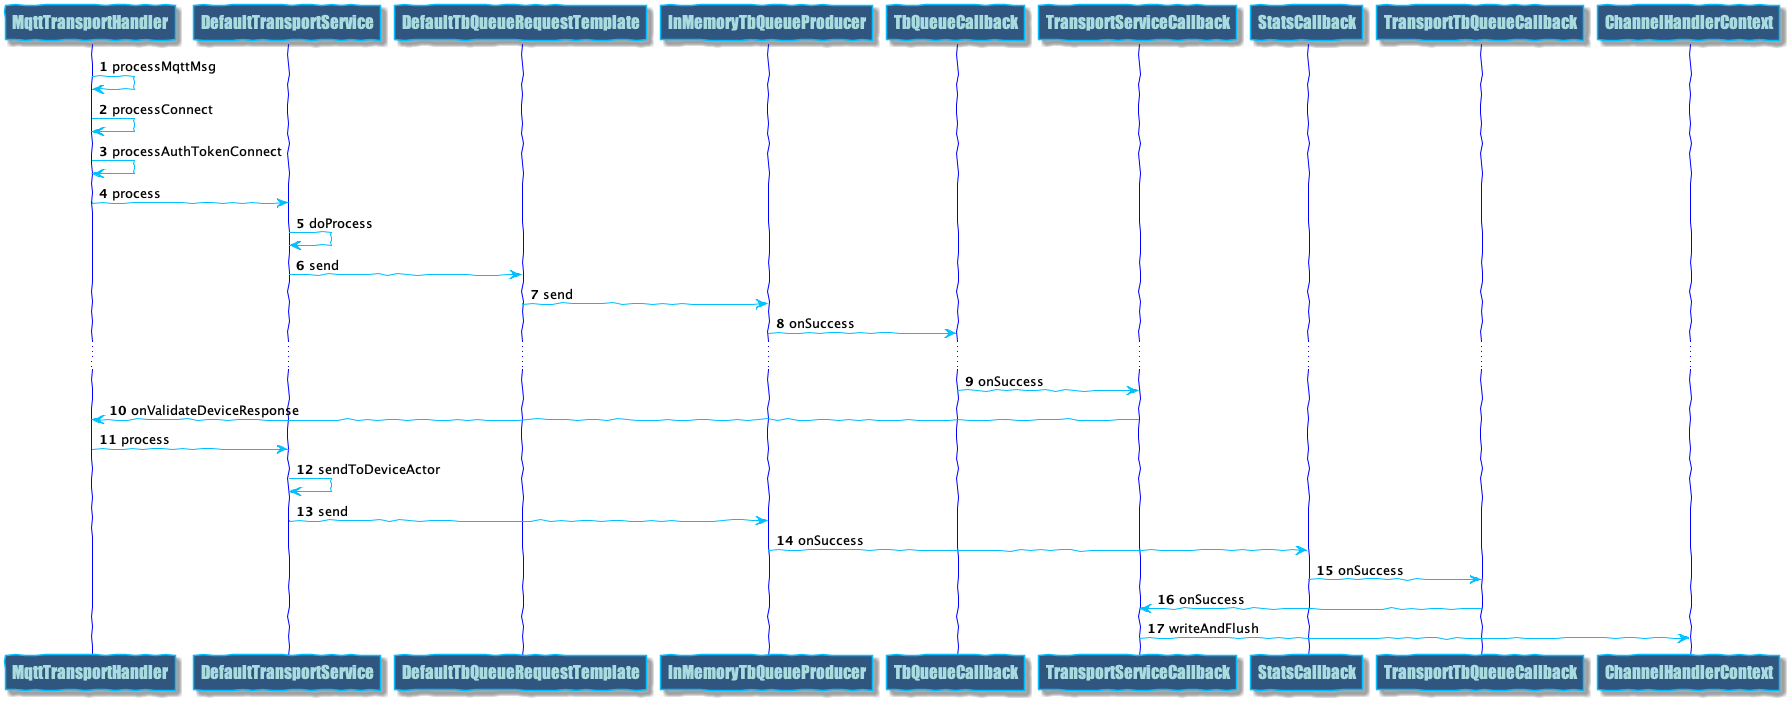 MqttTransportHandler DefaultTransportService DefaultTbQueueRequestTemplate InMemoryTbQueueProducer TbQueueCallback TransportServiceCallback StatsCallback TransportTbQueueCallback ChannelHandlerContext
1 processMqttMsg
2 processConnect
3 processAuthTokenConnect
4 process
5 doProcess
6 send
7 send
8 onSuccess
9 onSuccess
10 onValidateDeviceResponse
11 process
12 sendToDeviceActor
13 send
14 onSuccess
15 onSuccess
16 onSuccess
17 writeAndFlush
MqttTransportHandler DefaultTransportService DefaultTbQueueRequestTemplate InMemoryTbQueueProducer TbQueueCallback TransportServiceCallback StatsCallback TransportTbQueueCallback ChannelHandlerContext